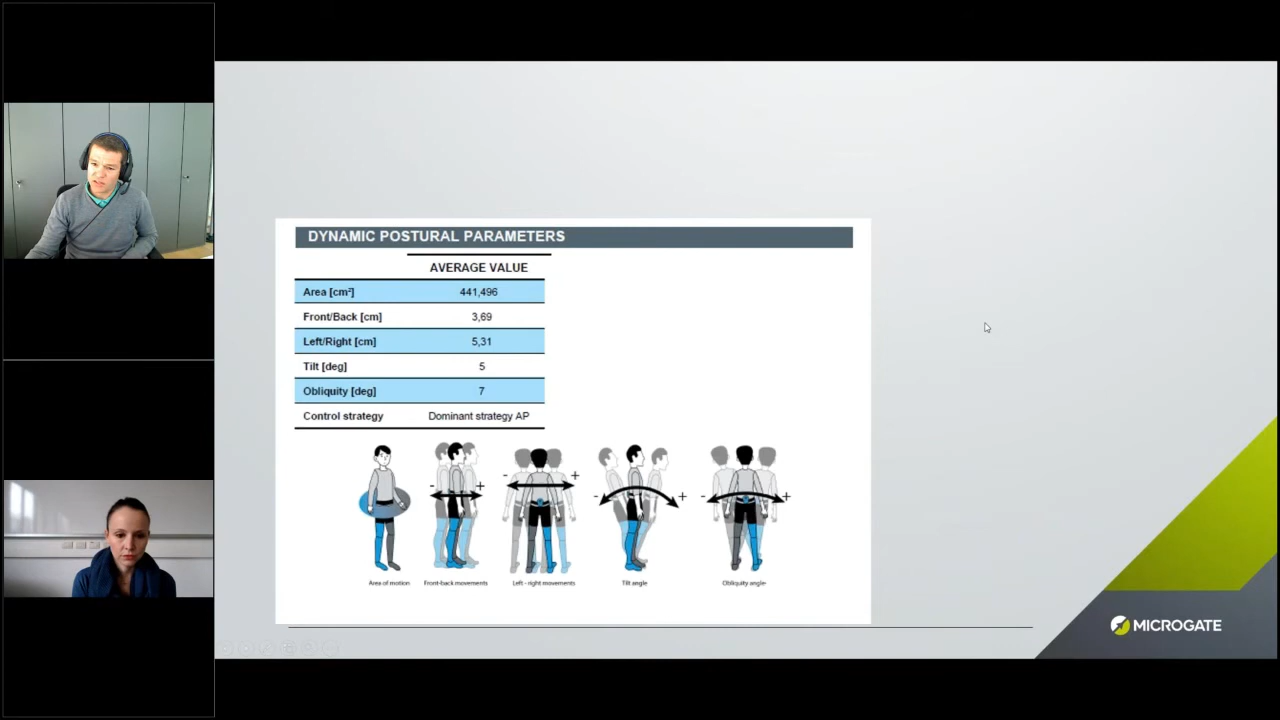 DYNAMIC POSTURAL PARAMETERS
AVERAGE VALUE
Area [cm²] 441,496
Front/Back [cm] 3,69
Left/Right [cm] 5,31
Tilt [deg] 5
Obliquity [deg] 7
Control strategy Dominant strategy AP
- + - + - + - +
Area of motion Front-back movements Left - right movements Tilt angle Obliquity angle
MICROGATE